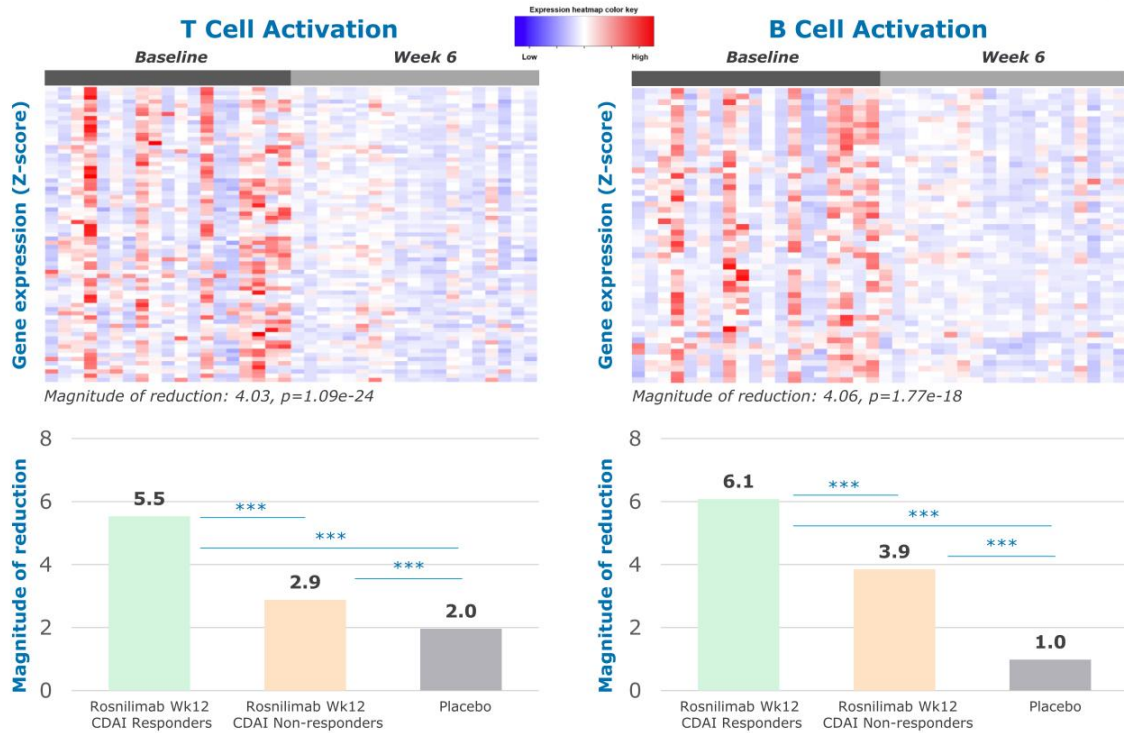 Expression heatmap color key
Low
High
T Cell Activation
Baseline
Week 6
Gene expression (Z-score)
Magnitude of reduction: 4.03, p=1.09e-24
B Cell Activation
Baseline
Week 6
Gene expression (Z-score)
Magnitude of reduction: 4.06, p=1.77e-18
Magnitude of reduction
8
6
4
2
0
5.5
2.9
2.0
***
***
***
Rosnilimab Wk12
CDAI Responders
Rosnilimab Wk12
CDAI Non-responders
Placebo
Magnitude of reduction
8
6
4
2
0
6.1
3.9
1.0
***
***
***
Rosnilimab Wk12
CDAI Responders
Rosnilimab Wk12
CDAI Non-responders
Placebo